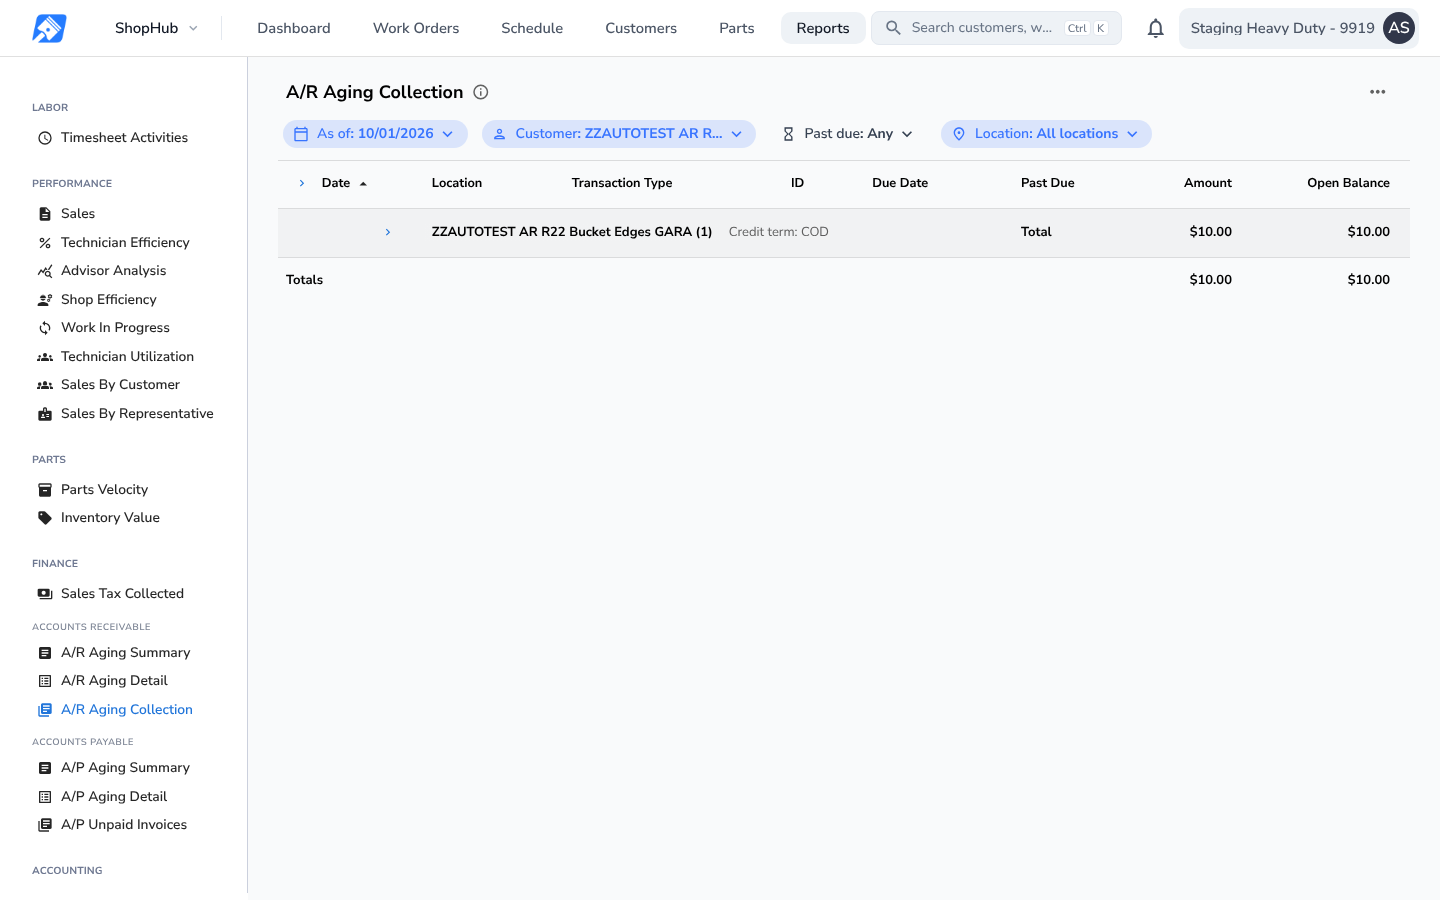 ShopHub
Dashboard
Work Orders
Schedule
Customers
Parts
Reports
Search customers, w...
Ctrl K
Staging Heavy Duty - 9919
AS
LABOR
Timesheet Activities
PERFORMANCE
Sales
Technician Efficiency
Advisor Analysis
Shop Efficiency
Work In Progress
Technician Utilization
Sales By Customer
Sales By Representative
PARTS
Parts Velocity
Inventory Value
FINANCE
Sales Tax Collected
ACCOUNTS RECEIVABLE
A/R Aging Summary
A/R Aging Detail
A/R Aging Collection
ACCOUNTS PAYABLE
A/P Aging Summary
A/P Aging Detail
A/P Unpaid Invoices
ACCOUNTING
A/R Aging Collection
As of: 10/01/2026
Customer: ZZAUTOTEST AR R...
Past due: Any
Location: All locations
Date Location Transaction Type ID Due Date Past Due Amount Open Balance
ZZAUTOTEST AR R22 Bucket Edges GARA (1) Credit term: COD Total $10.00 $10.00
Totals $10.00 $10.00